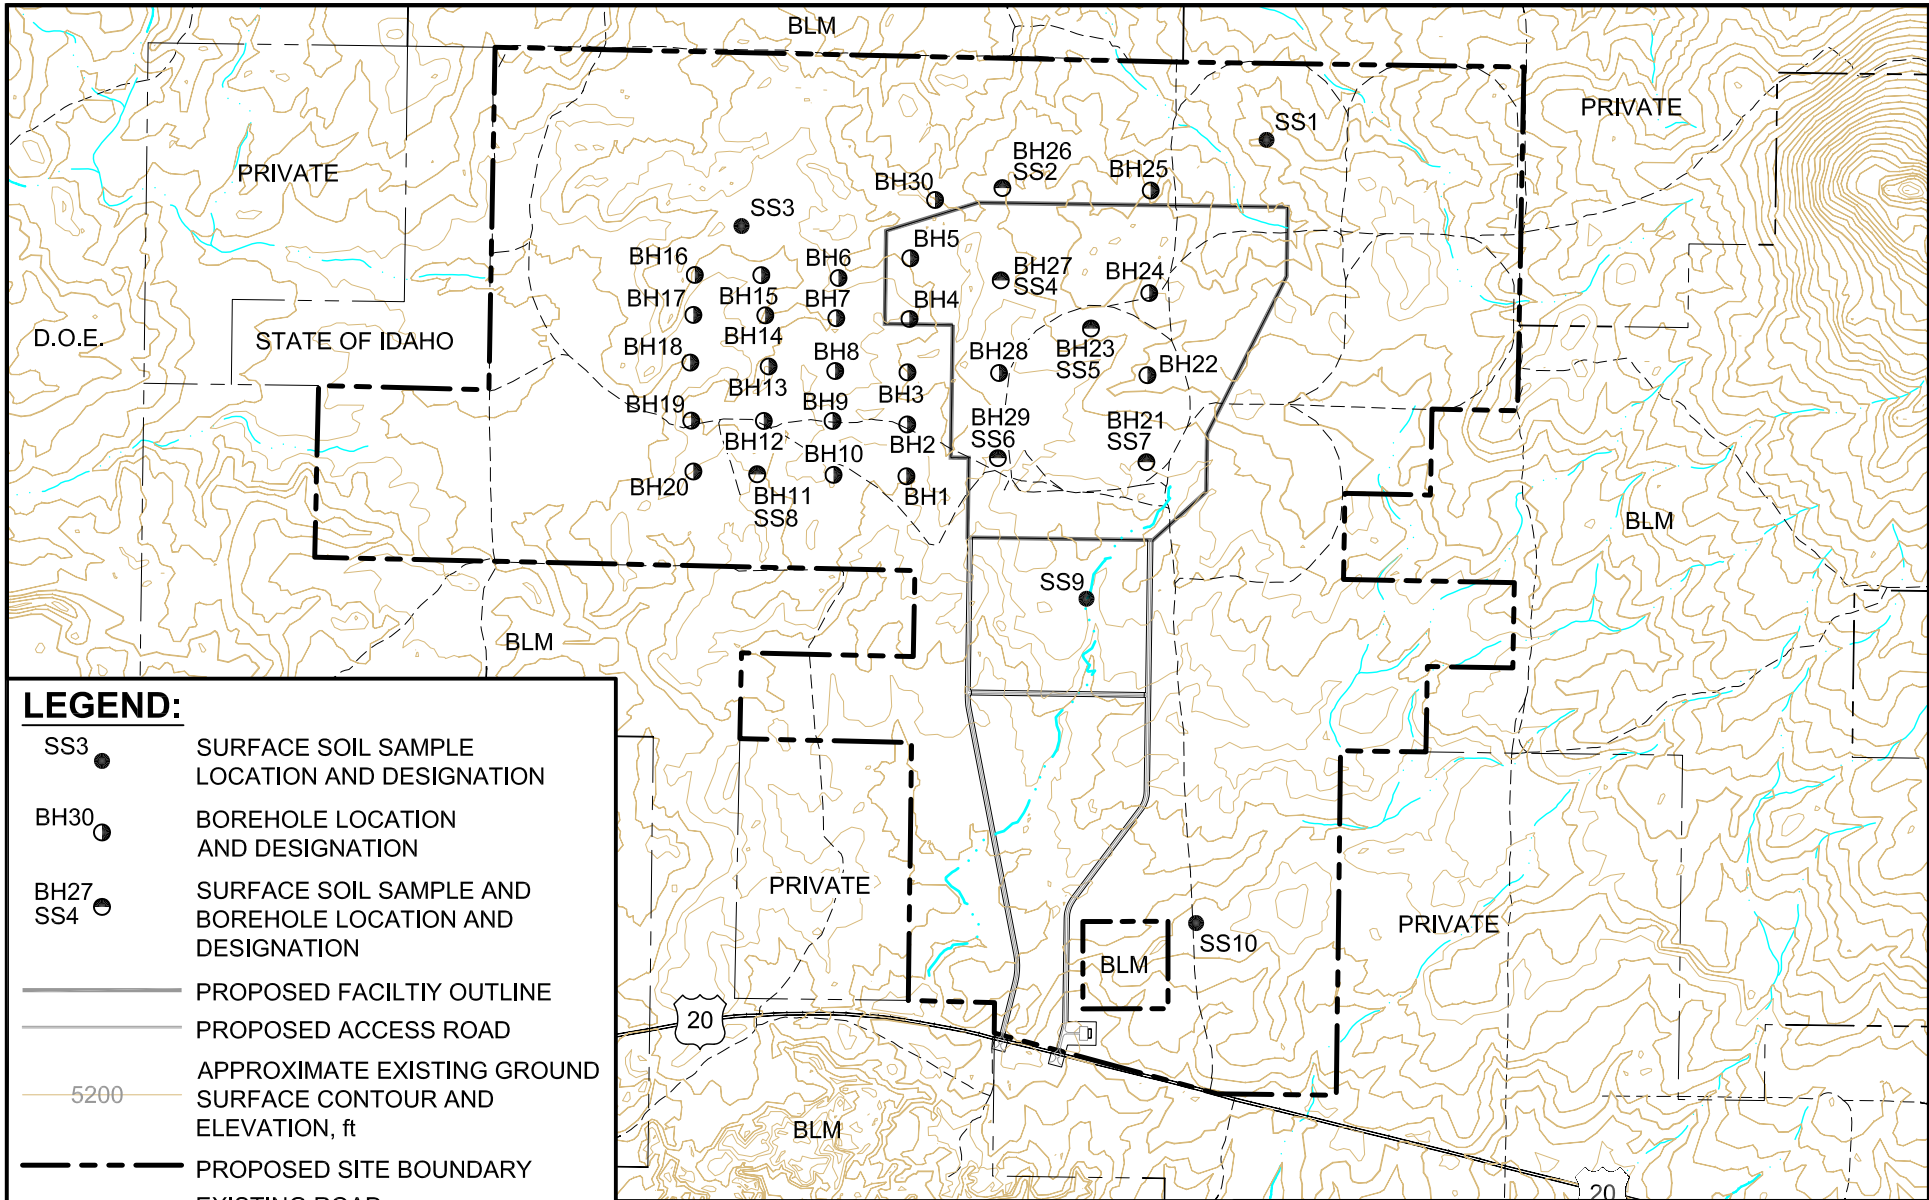 BLM
PRIVATE
SS1
PRIVATE
BH26
SS2
BH25
BH30
SS3
BH5
BH16
BH6
BH27
SS4
BH24
BH17
BH15
BH7
BH4
D.O.E.
STATE OF IDAHO
BH14
BH18
BH8
BH28
BH23
SS5
BH22
BH13
BH3
BH19
BH9
BH29
SS6
BH21
SS7
BH12
BH2
BH10
BH20
BH11
SS8
BH1
BLM
SS9
BLM
LEGEND:
SS3
SURFACE SOIL SAMPLE
LOCATION AND DESIGNATION
BH30
BOREHOLE LOCATION
AND DESIGNATION
BH27
SS4
SURFACE SOIL SAMPLE AND
BOREHOLE LOCATION AND
DESIGNATION
PROPOSED FACILTIY OUTLINE
PROPOSED ACCESS ROAD
5200
APPROXIMATE EXISTING GROUND
SURFACE CONTOUR AND
ELEVATION, ft
PROPOSED SITE BOUNDARY
EXISTING ROAD
PRIVATE
PRIVATE
SS10
BLM
20
BLM
20